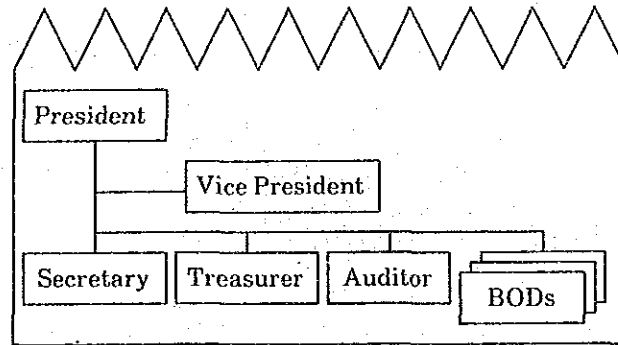 President
Vice President
Secretary Treasurer Auditor
BODs